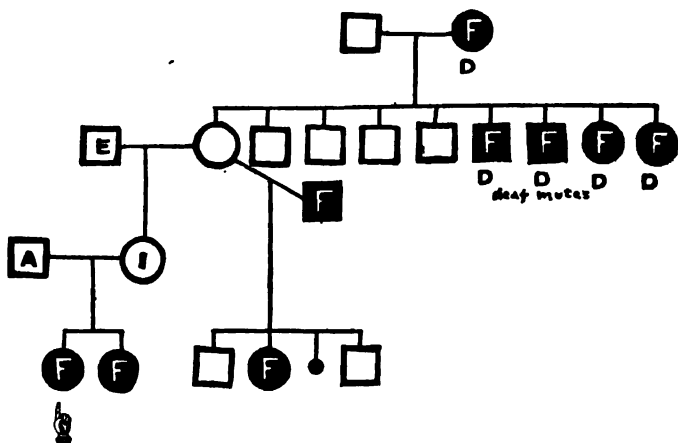 F
D
E F F F F
D D D D
deaf mutes
F
A I
F F F